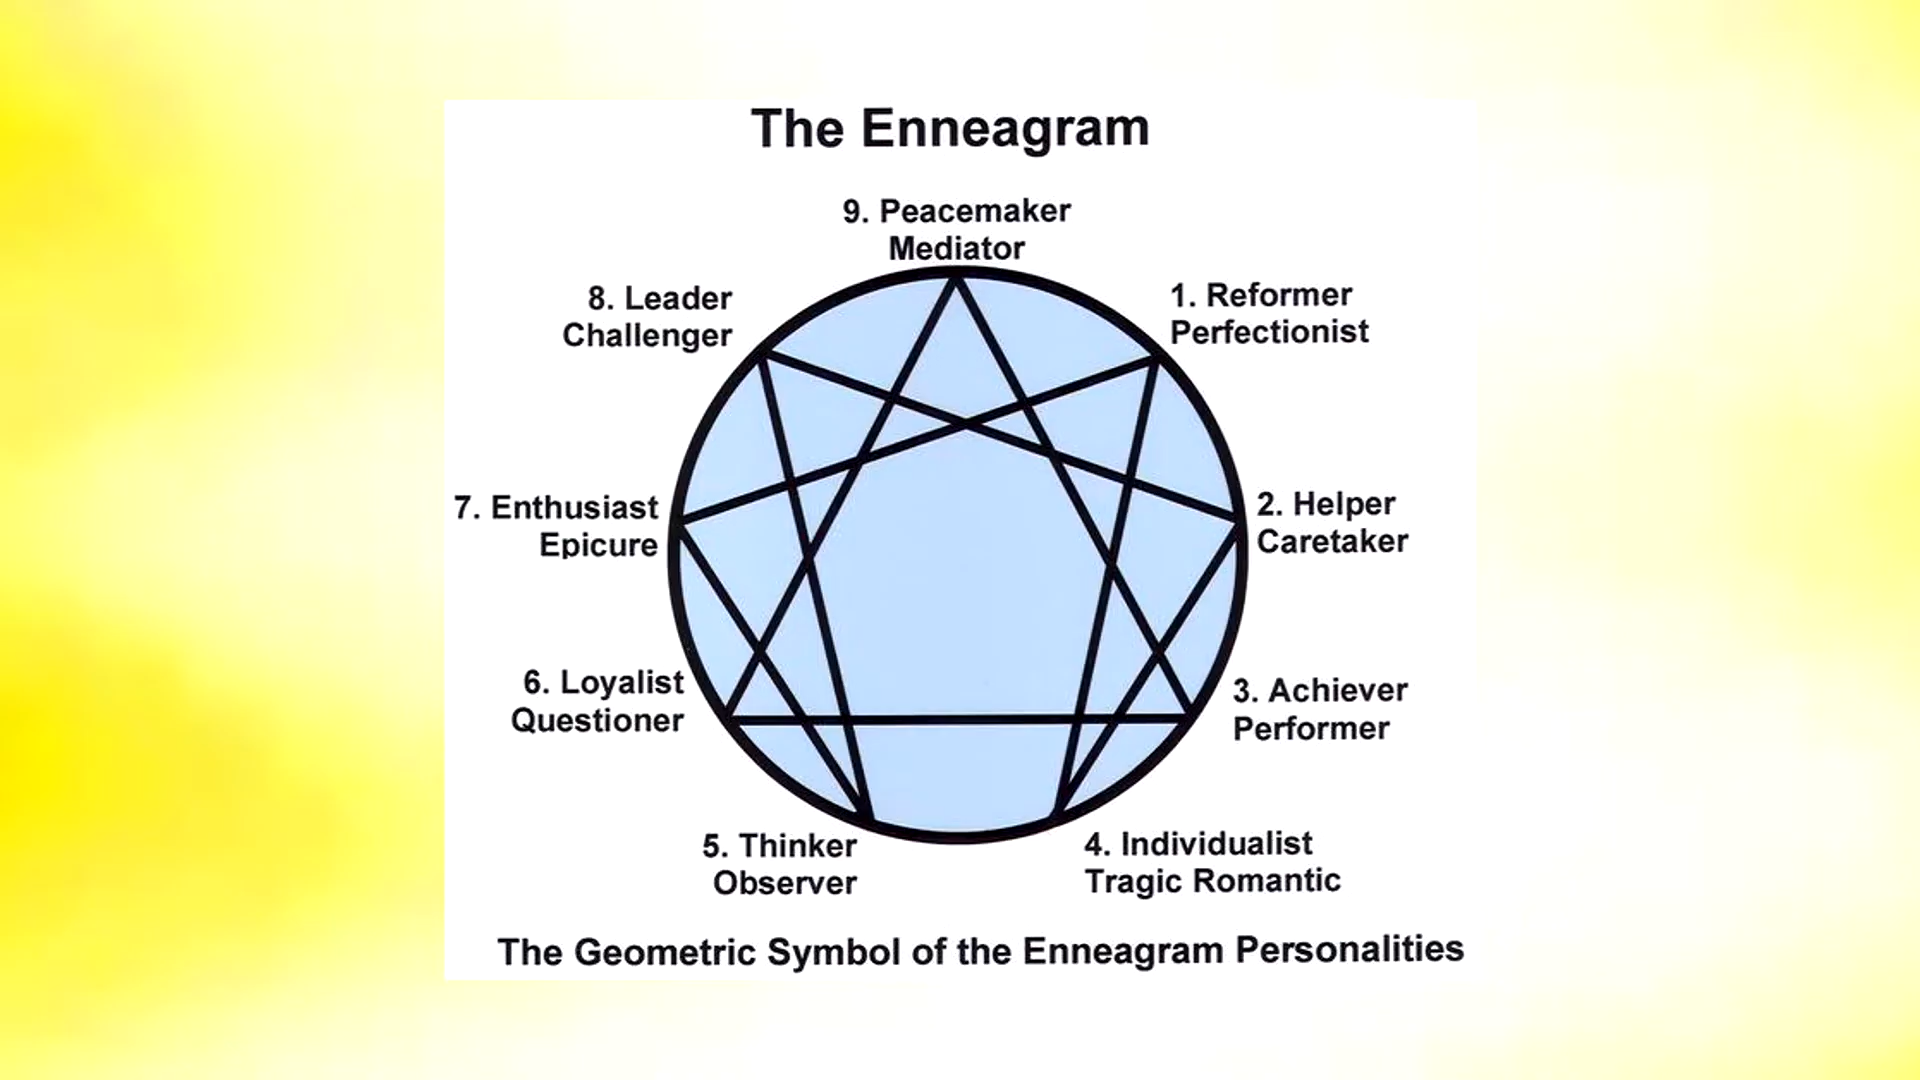 The Enneagram
9. Peacemaker
Mediator
8. Leader
Challenger
1. Reformer
Perfectionist
7. Enthusiast
Epicure
2. Helper
Caretaker
6. Loyalist
Questioner
3. Achiever
Performer
5. Thinker
Observer
4. Individualist
Tragic Romantic
The Geometric Symbol of the Enneagram Personalities